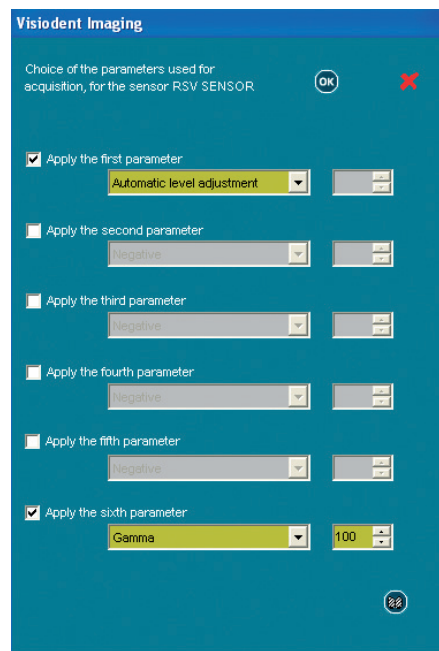 Visiodent Imaging
Choice of the parameters used for
acquisition, for the sensor RSV SENSOR
OK
Apply the first parameter
Automatic level adjustment
Apply the second parameter
Negative
Apply the third parameter
Negative
Apply the fourth parameter
Negative
Apply the fifth parameter
Negative
Apply the sixth parameter
Gamma
100